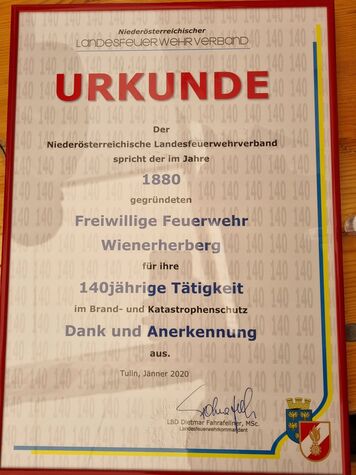 Niederösterreichischer
LANDESFEUERWEHRVERBAND
URKUNDE
Der
Niederösterreichische Landesfeuerwehrverband
spricht der im Jahre
1880
gegründeten
Freiwillige Feuerwehr
Wienerherberg
für ihre
140jährige Tätigkeit
im Brand- und Katastrophenschutz
Dank und Anerkennung
aus.
Tulln, Jänner 2020
LBD Dietmar Fahrafellner, MSc.
Landesfeuerwehrkommandant